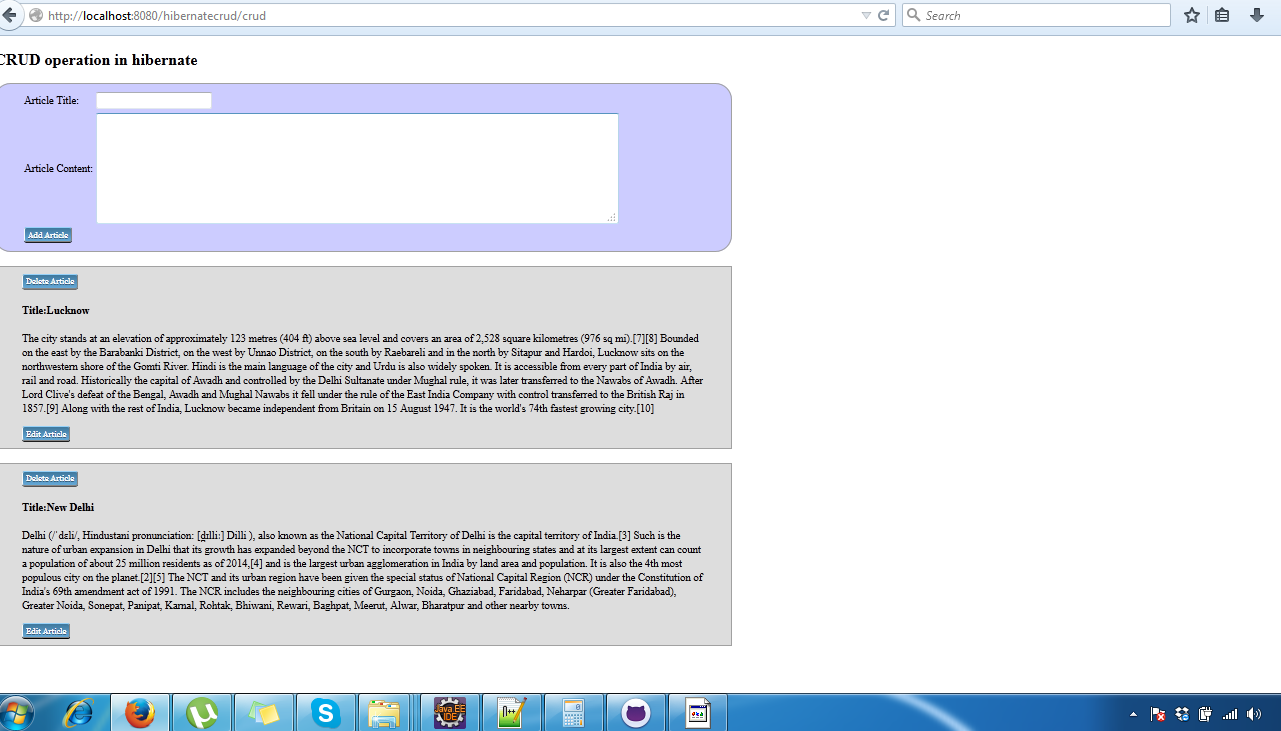 http://localhost:8080/hibernatecrud/crud
Search
CRUD operation in hibernate
Article Title:
Article Content:
Add Article
Delete Article
Title:Lucknow
The city stands at an elevation of approximately 123 metres (404 ft) above sea level and covers an area of 2,528 square kilometres (976 sq mi).[7][8] Bounded
on the east by the Barabanki District, on the west by Unnao District, on the south by Raebareli and in the north by Sitapur and Hardoi, Lucknow sits on the
northwestern shore of the Gomti River. Hindi is the main language of the city and Urdu is also widely spoken. It is accessible from every part of India by air,
rail and road. Historically the capital of Awadh and controlled by the Delhi Sultanate under Mughal rule, it was later transferred to the Nawabs of Awadh. After
Lord Clive's defeat of the Bengal, Awadh and Mughal Nawabs it fell under the rule of the East India Company with control transferred to the British Raj in
1857.[9] Along with the rest of India, Lucknow became independent from Britain on 15 August 1947. It is the world's 74th fastest growing city.[10]
Edit Article
Delete Article
Title:New Delhi
Delhi (/ˈdɛli/, Hindustani pronunciation: [d̪ɪlliː] Dilli ), also known as the National Capital Territory of Delhi is the capital territory of India.[3] Such is the
nature of urban expansion in Delhi that its growth has expanded beyond the NCT to incorporate towns in neighbouring states and at its largest extent can count
a population of about 25 million residents as of 2014,[4] and is the largest urban agglomeration in India by land area and population. It is also the 4th most
populous city on the planet.[2][5] The NCT and its urban region have been given the special status of National Capital Region (NCR) under the Constitution of
India's 69th amendment act of 1991. The NCR includes the neighbouring cities of Gurgaon, Noida, Ghaziabad, Faridabad, Neharpar (Greater Faridabad),
Greater Noida, Sonepat, Panipat, Karnal, Rohtak, Bhiwani, Rewari, Baghpat, Meerut, Alwar, Bharatpur and other nearby towns.
Edit Article
Java EE
IDE